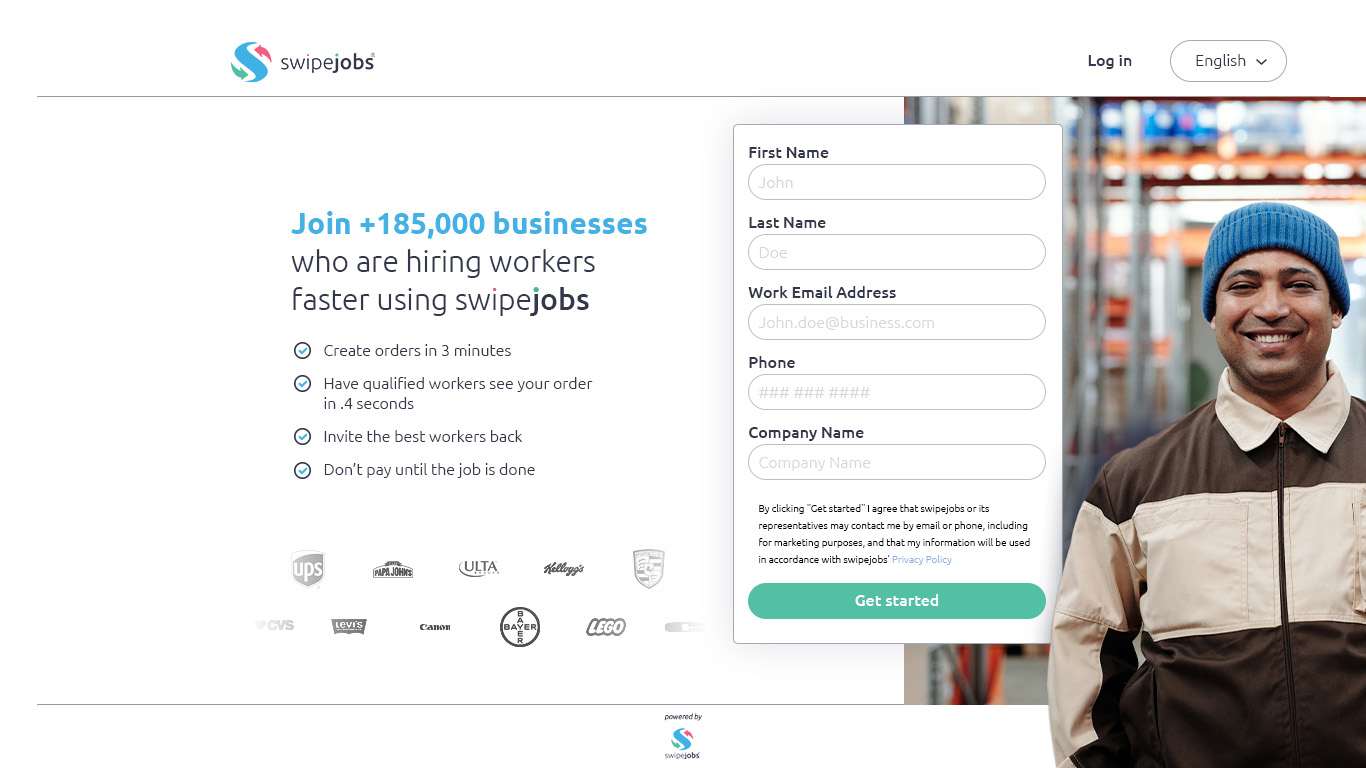 swipejobs®
Log in
English
Join +185,000 businesses
who are hiring workers
faster using swipejobs
Create orders in 3 minutes
Have qualified workers see your order
in .4 seconds
Invite the best workers back
Don’t pay until the job is done
ups
PAPA JOHNS
ULTA
BEAUTY
Kellogg's
CVS
Levi's
Canon
BAYER
BAYER
LEGO
First Name
John
Last Name
Doe
Work Email Address
John.doe@business.com
Phone
### ### ####
Company Name
Company Name
By clicking "Get started" I agree that swipejobs or its
representatives may contact me by email or phone, including
for marketing purposes, and that my information will be used
in accordance with swipejobs' Privacy Policy
Get started
powered by
swipejobs